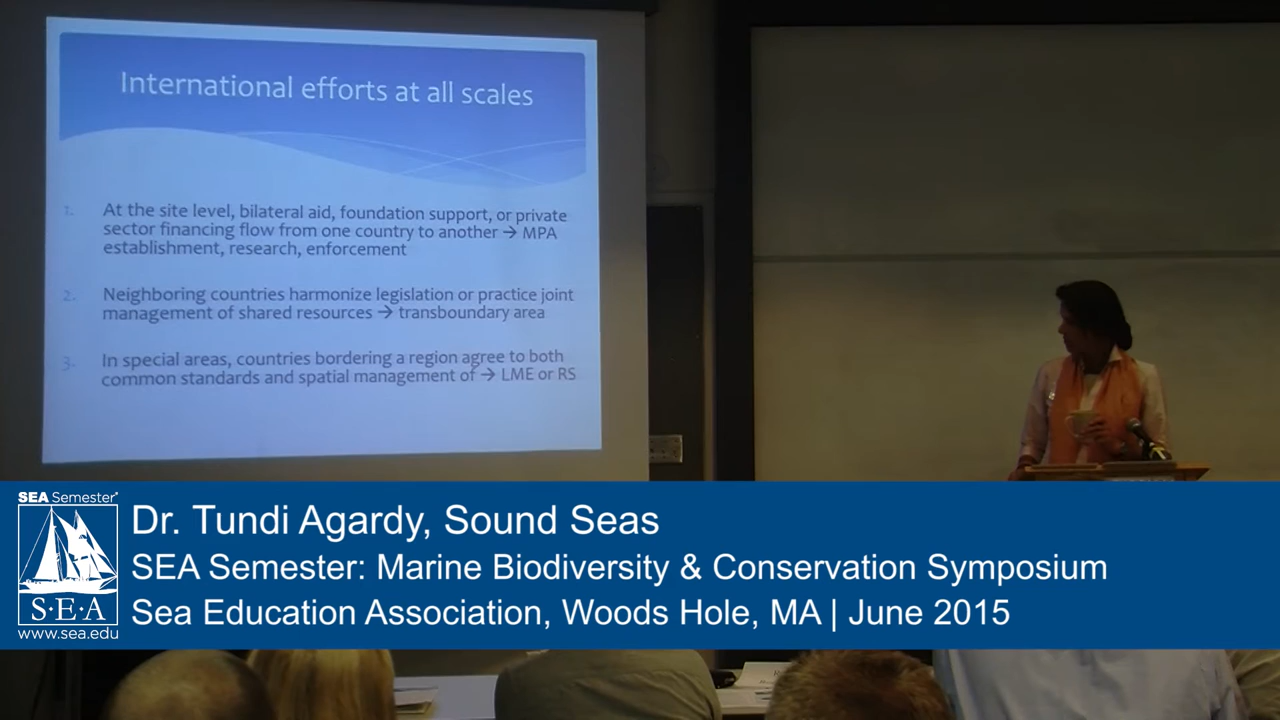 International efforts at all scales
1. At the site level, bilateral aid, foundation support, or private
sector financing flow from one country to another → MPA
establishment, research, enforcement
2. Neighboring countries harmonize legislation or practice joint
management of shared resources → transboundary area
3. In special areas, countries bordering a region agree to both
common standards and spatial management of → LME or RS
SEA Semester®
S·E·A
www.sea.edu
Dr. Tundi Agardy, Sound Seas
SEA Semester: Marine Biodiversity & Conservation Symposium
Sea Education Association, Woods Hole, MA | June 2015